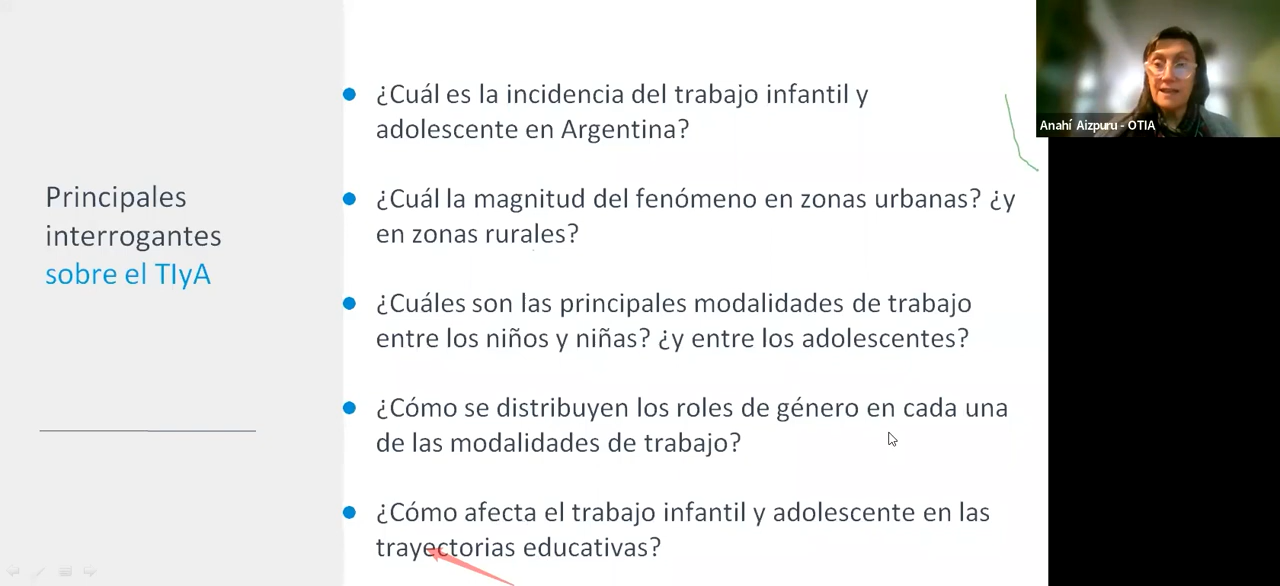 Principales
interrogantes
sobre el TIyA
¿Cuál es la incidencia del trabajo infantil y
adolescente en Argentina?
¿Cuál la magnitud del fenómeno en zonas urbanas? ¿y
en zonas rurales?
¿Cuáles son las principales modalidades de trabajo
entre los niños y niñas? ¿y entre los adolescentes?
¿Cómo se distribuyen los roles de género en cada una
de las modalidades de trabajo?
¿Cómo afecta el trabajo infantil y adolescente en las
trayectorias educativas?
Anahí Aizpuru - OTIA